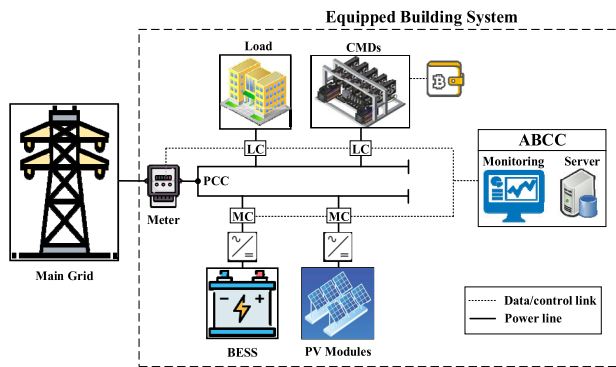 Equipped Building System
Load
CMDs
LC
LC
ABCC
Monitoring
Server
PCC
Meter
MC
MC
Main Grid
BESS
PV Modules
Data/control link
Power line